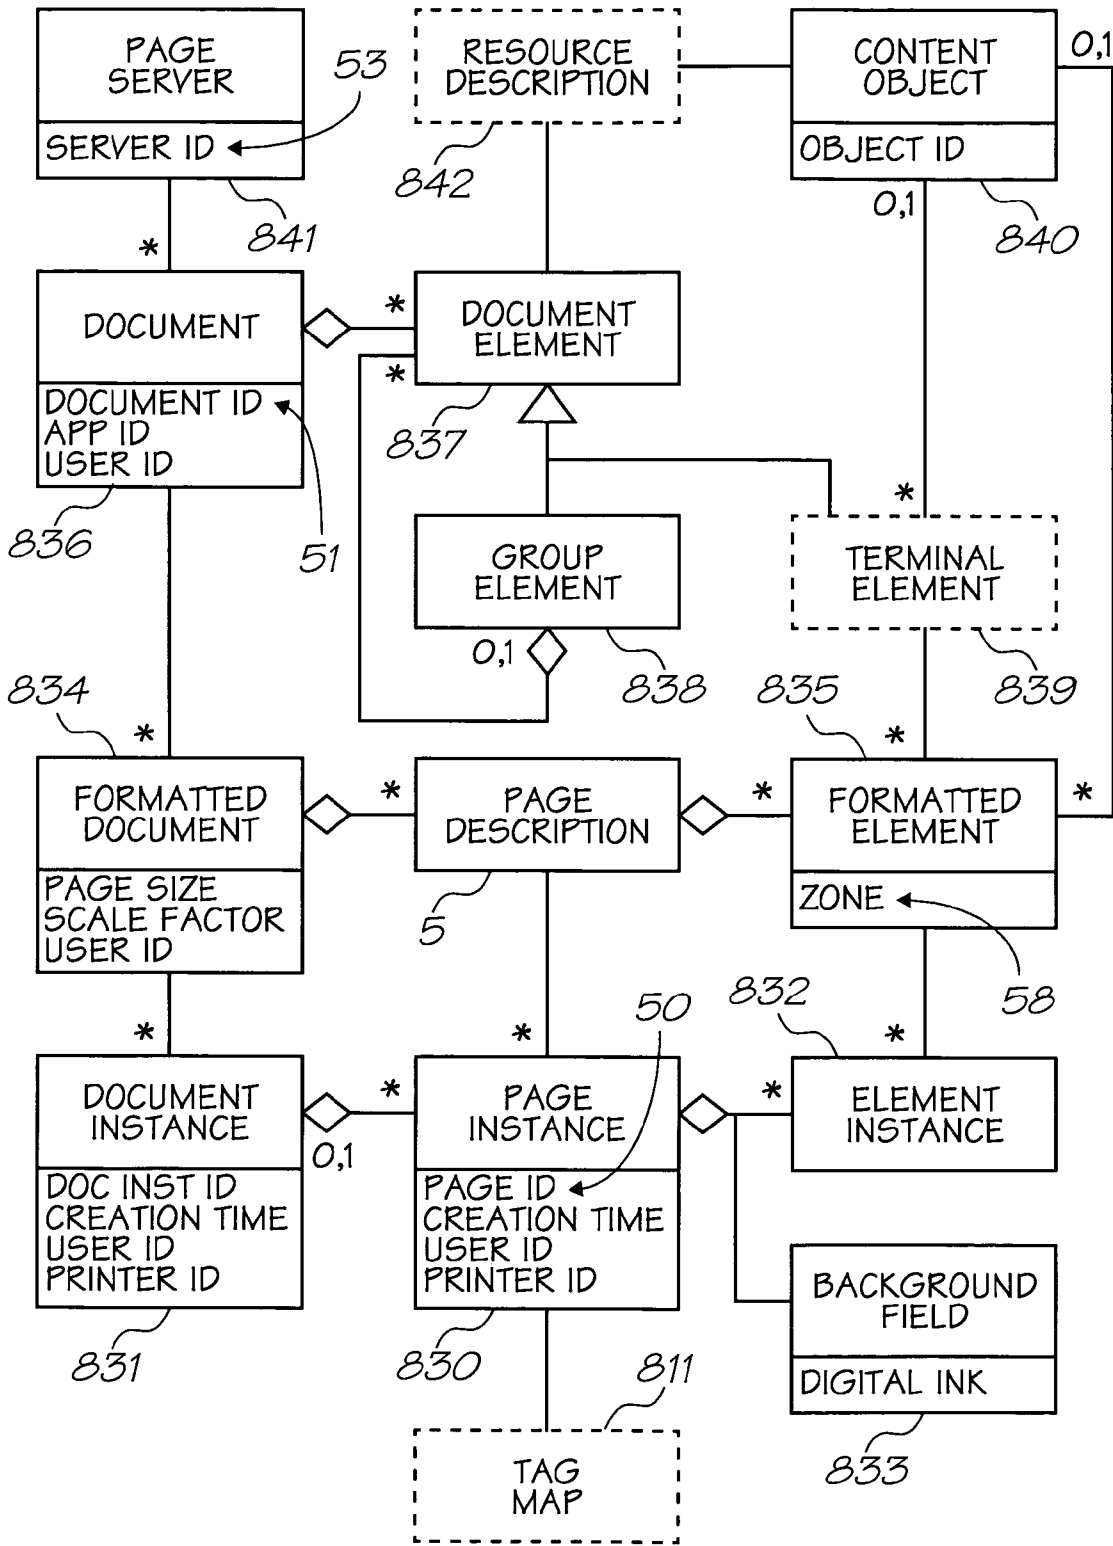 PAGE
SERVER
53
SERVER ID
841
RESOURCE
DESCRIPTION
842
CONTENT
OBJECT
0,1
OBJECT ID
0,1
840
*
DOCUMENT
DOCUMENT ID
APP ID
USER ID
836
51
*
*
DOCUMENT
ELEMENT
837
GROUP
ELEMENT
0,1
838
*
TERMINAL
ELEMENT
839
834
*
FORMATTED
DOCUMENT
PAGE SIZE
SCALE FACTOR
USER ID
*
PAGE
DESCRIPTION
5
835
*
*
*
FORMATTED
ELEMENT
ZONE
58
*
DOCUMENT
INSTANCE
0,1
DOC INST ID
CREATION TIME
USER ID
PRINTER ID
831
50
*
*
PAGE
INSTANCE
PAGE ID
CREATION TIME
USER ID
PRINTER ID
830
832
*
*
ELEMENT
INSTANCE
BACKGROUND
FIELD
DIGITAL INK
833
811
TAG
MAP